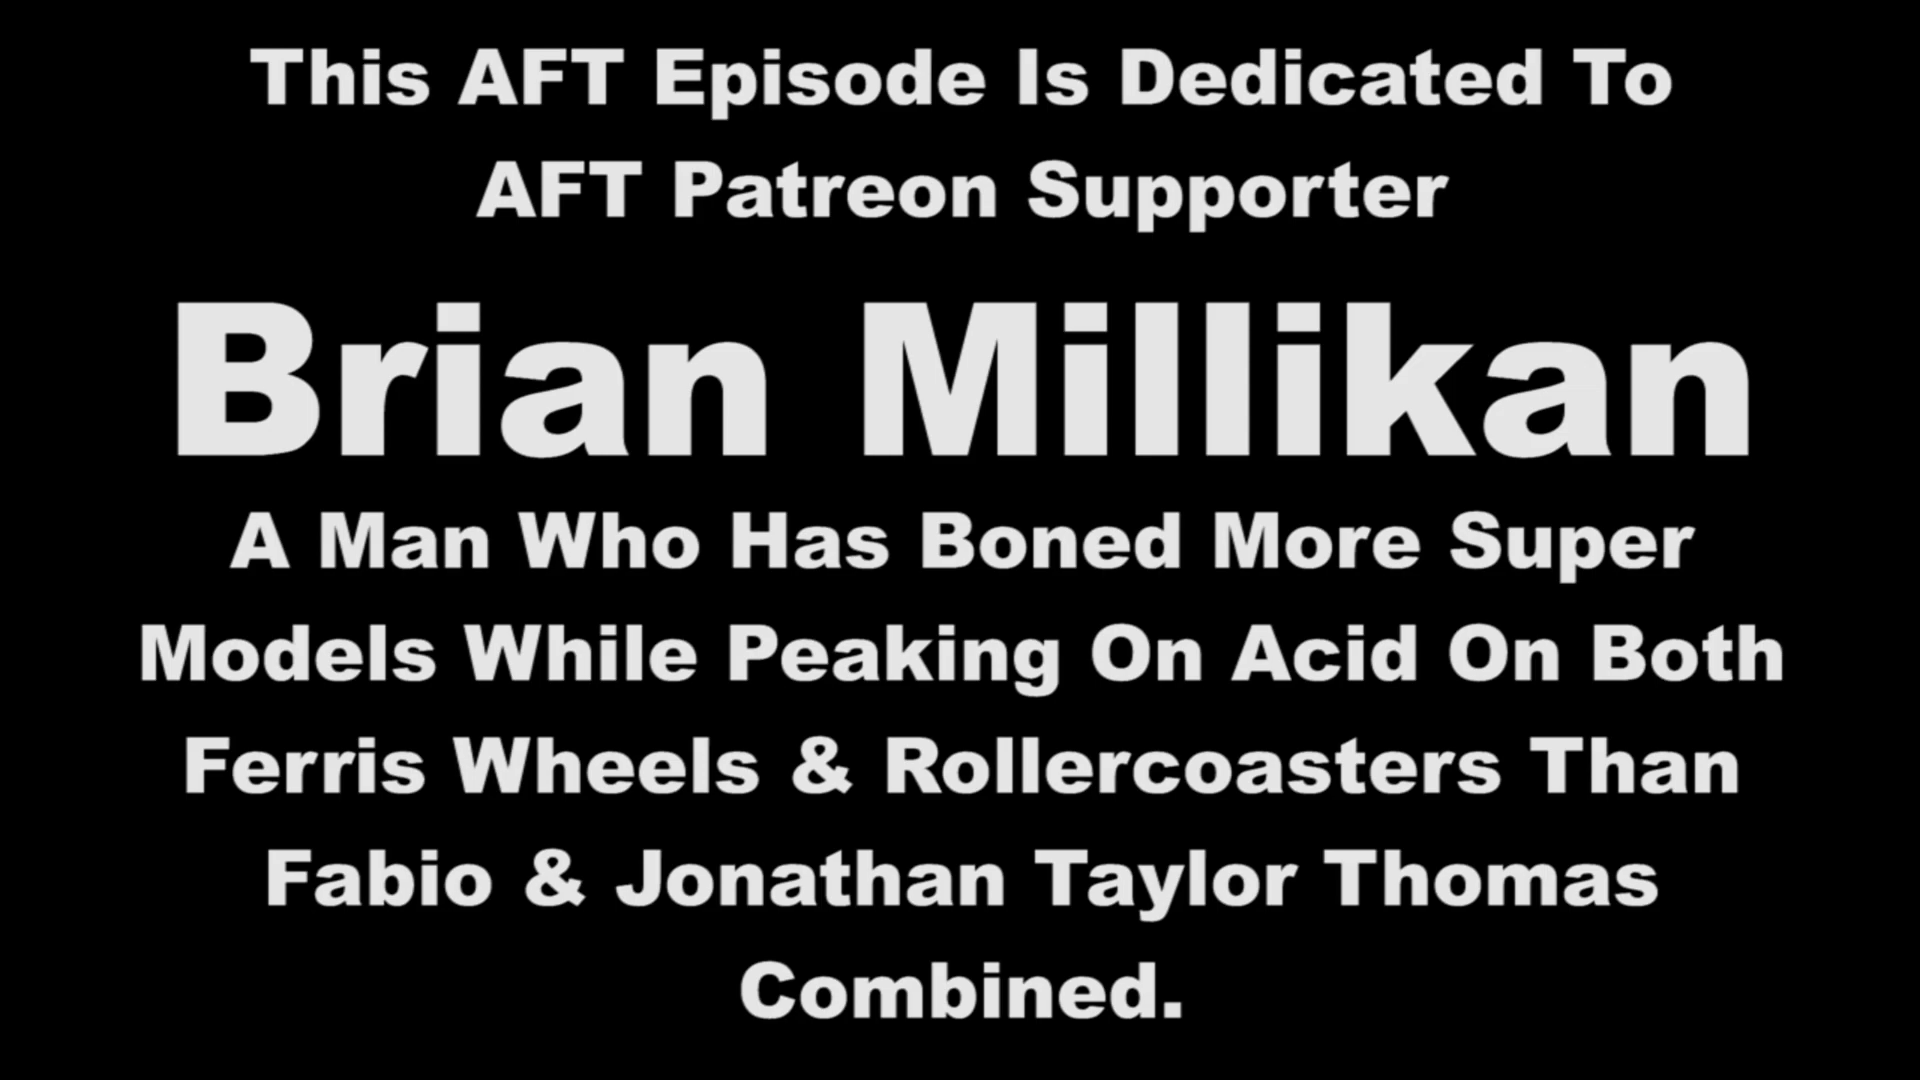 This AFT Episode Is Dedicated To
AFT Patreon Supporter
Brian Millikan
A Man Who Has Boned More Super
Models While Peaking On Acid On Both
Ferris Wheels & Rollercoasters Than
Fabio & Jonathan Taylor Thomas
Combined.